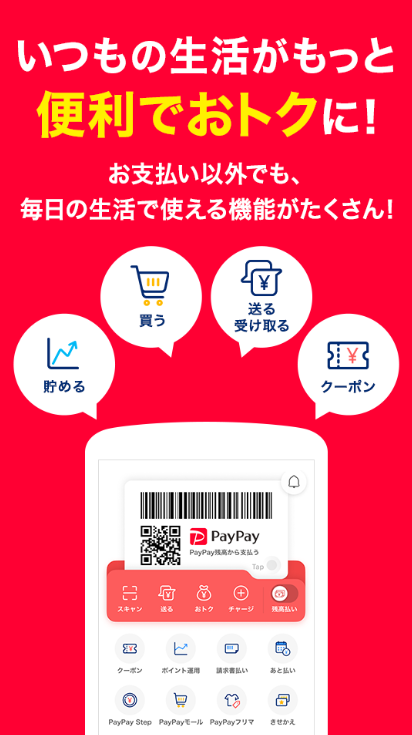 いつもの生活がもっと
便利でおトクに!
お支払い以外でも、
毎日の生活で使える機能がたくさん!
貯める
買う
送る
受け取る
クーポン
PayPay
PayPay残高から支払う
Tap
スキャン
送る
おトク
チャージ
残高払い
クーポン
ポイント運用
請求書払い
あと払い
PayPay Step
PayPayモール
PayPayフリマ
きせかえ